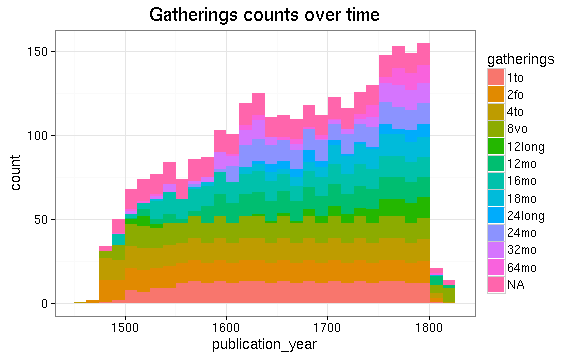 Gatherings counts over time
count
150
100
50
0
1500
1600
1700
1800
publication_year
gatherings
1to
2fo
4to
8vo
12long
12mo
16mo
18mo
24long
24mo
32mo
64mo
NA